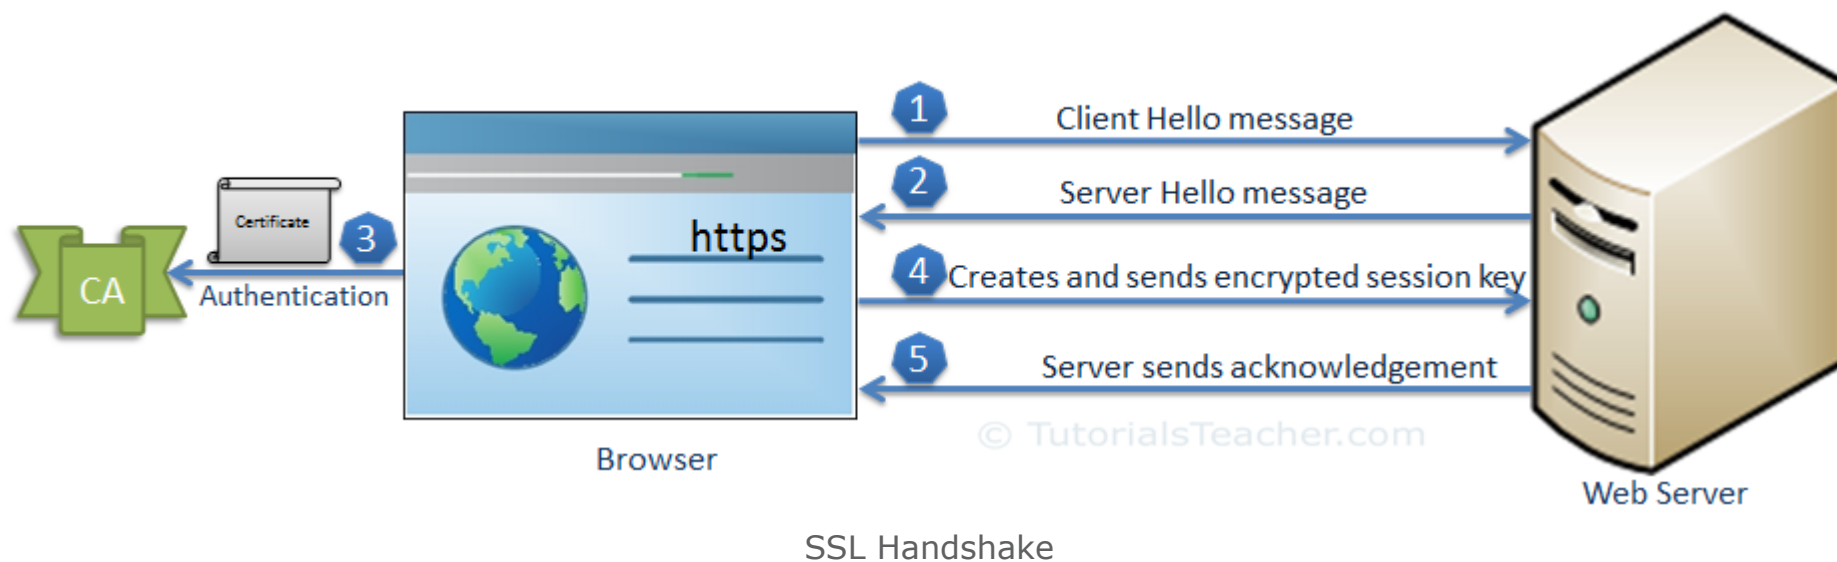 1
Client Hello message
2
Server Hello message
Certificate
3
https
CA
Authentication
4
Creates and sends encrypted session key
5
Server sends acknowledgement
© TutorialsTeacher.com
Browser
Web Server
SSL Handshake